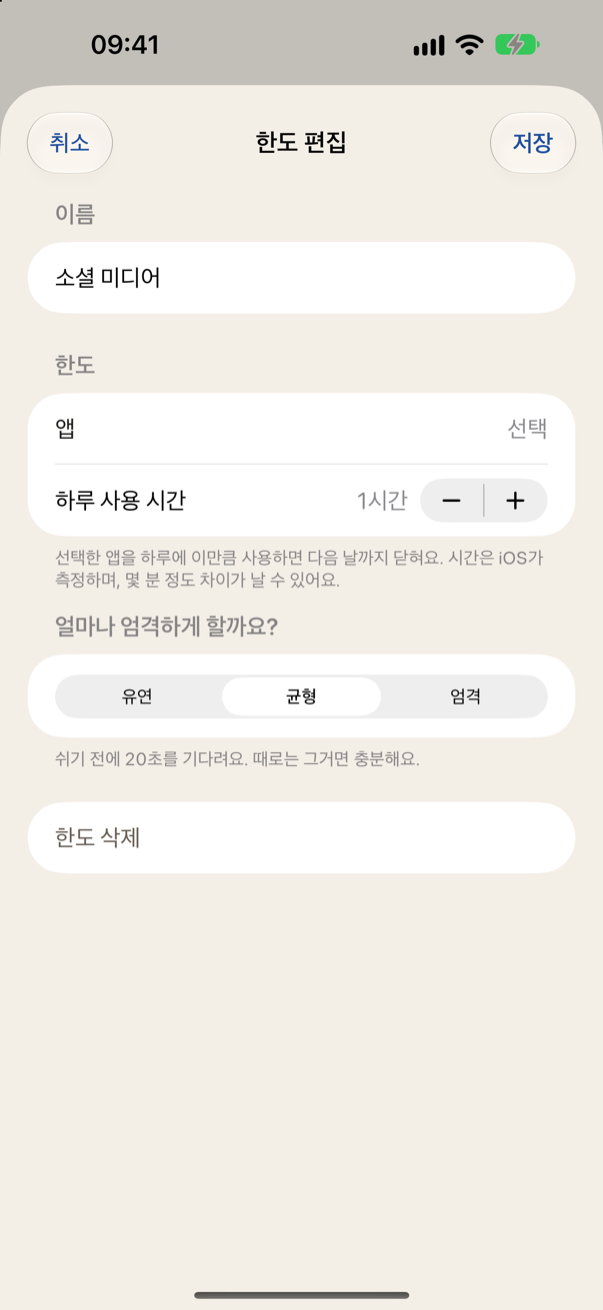 09:41
취소
한도 편집
저장
이름
소셜 미디어
한도
앱
선택
하루 사용 시간
1시간
선택한 앱을 하루에 이만큼 사용하면 다음 날까지 닫혀요. 시간은 iOS가
측정하며, 몇 분 정도 차이가 날 수 있어요.
얼마나 엄격하게 할까요?
유연
균형
엄격
쉬기 전에 20초를 기다려요. 때로는 그거면 충분해요.
한도 삭제